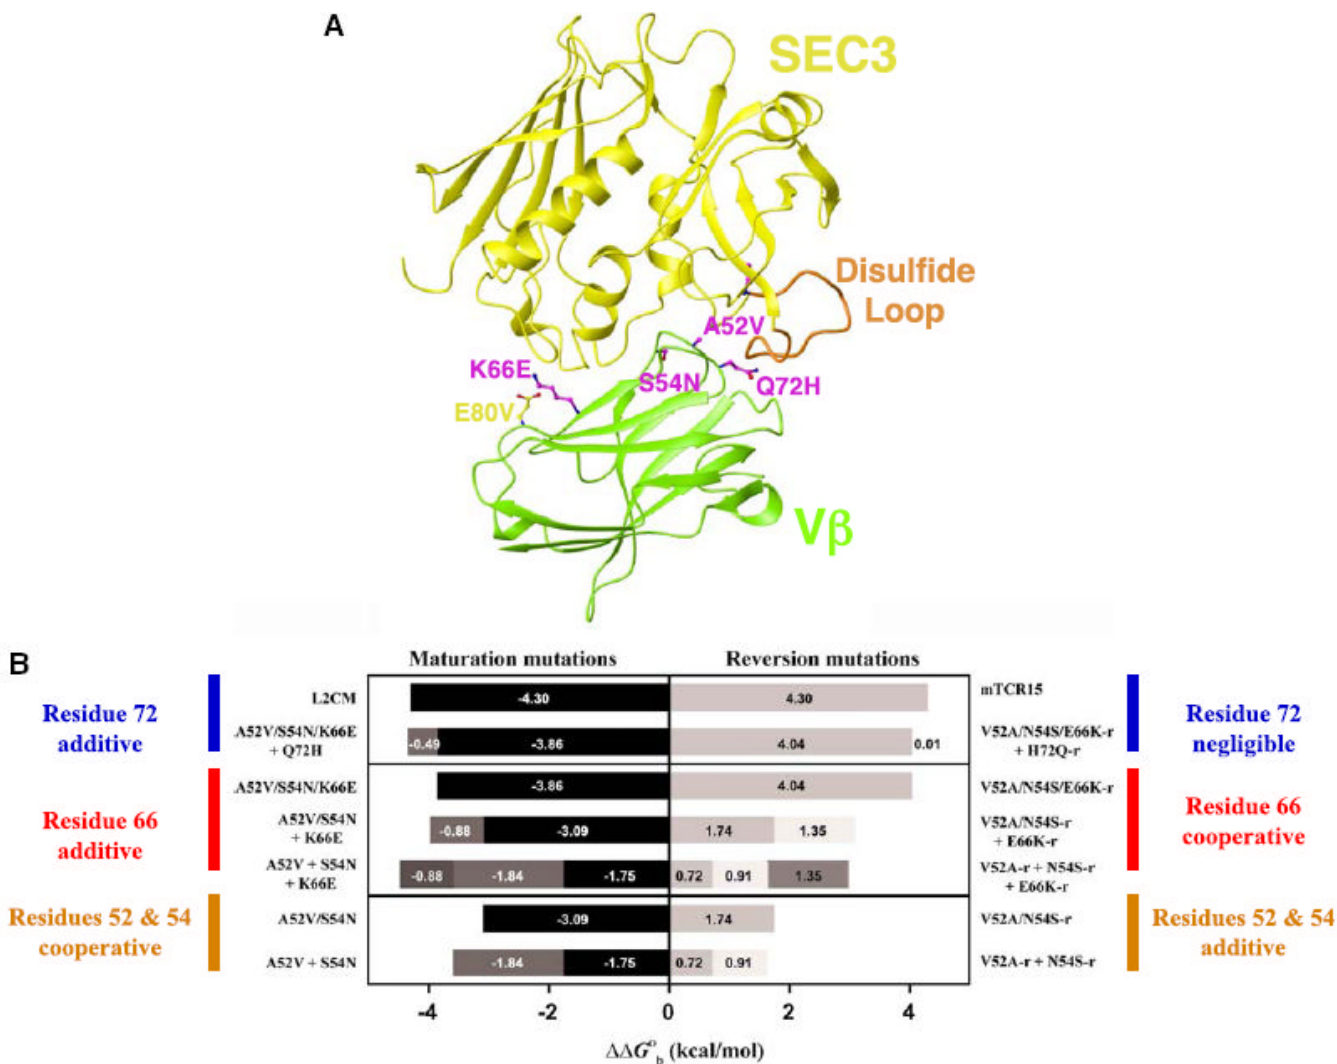 A
SEC3
Disulfide
Loop
A52V
K66E
S54N
Q72H
E80V
Vβ
B
Maturation mutations
Reversion mutations
Residue 72
additive
L2CM
-4.30
4.30
mTCR15
A52V/S54N/K66E
+ Q72H
-0.49
-3.86
4.04
0.01
V52A/N54S/E66K-r
+ H72Q-r
Residue 72
negligible
Residue 66
additive
A52V/S54N/K66E
-3.86
4.04
V52A/N54S/E66K-r
A52V/S54N
+ K66E
-0.88
-3.09
1.74
1.35
V52A/N54S-r
+ E66K-r
A52V + S54N
+ K66E
-0.88
-1.84
-1.75
0.72
0.91
1.35
V52A-r + N54S-r
+ E66K-r
Residue 66
cooperative
Residues 52 & 54
cooperative
A52V/S54N
-3.09
1.74
V52A/N54S-r
A52V + S54N
-1.84
-1.75
0.72
0.91
V52A-r + N54S-r
Residues 52 & 54
additive
-4
-2
0
2
4
ΔΔG°b (kcal/mol)